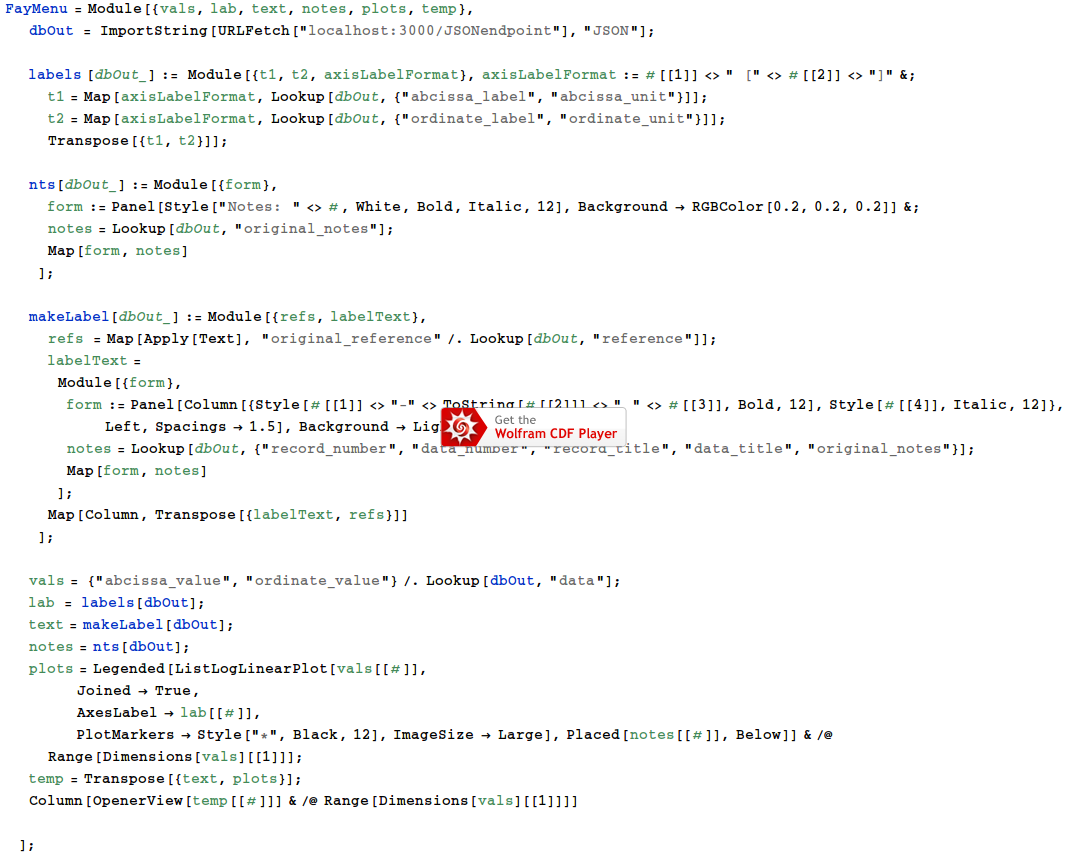 FayMenu = Module[{vals, lab, text, notes, plots, temp},
dbOut = ImportString[URLFetch["localhost:3000/JSONendpoint"], "JSON"];
labels [dbOut_] := Module[{t1, t2, axisLabelFormat}, axisLabelFormat := #[[1]] <> " [" <> #[[2]] <> "]" &;
t1 = Map[axisLabelFormat, Lookup[dbOut, {"abcissa_label", "abcissa_unit"}]];
t2 = Map[axisLabelFormat, Lookup[dbOut, {"ordinate_label", "ordinate_unit"}]];
Transpose[{t1, t2}]];
nts[dbOut_] := Module[{form},
form := Panel[Style["Notes: " <> #, White, Bold, Italic, 12], Background → RGBColor[0.2, 0.2, 0.2]] &;
notes = Lookup[dbOut, "original_notes"];
Map[form, notes]
];
makeLabel[dbOut_] := Module[{refs, labelText},
refs = Map[Apply[Text], "original_reference" /. Lookup[dbOut, "reference"]];
labelText =
Module[{form},
form := Panel[Column[{Style[#[[1]] <> "-" <> ToString[#[[2]]] <> " " <> #[[3]], Bold, 12], Style[#[[4]], Italic, 12]},
Get the
Left, Spacings → 1.5], Background →
Wolfram CDF Player
notes = Lookup[dbOut, {"record_number", "data_number", "record_title", "data_title", "original_notes"}];
Map[form, notes]
];
Map[Column, Transpose[{labelText, refs}]]
];
vals = {"abcissa_value", "ordinate_value"} /. Lookup[dbOut, "data"];
lab = labels[dbOut];
text = makeLabel[dbOut];
notes = nts[dbOut];
plots = Legended[ListLogLinearPlot[vals[[#]],
Joined → True,
AxesLabel → lab[[#]],
PlotMarkers → Style["*", Black, 12], ImageSize → Large], Placed[notes[[#]], Below]] & /@
Range[Dimensions[vals][[1]]];
temp = Transpose[{text, plots}];
Column[OpenerView[temp[[#]]] & /@ Range[Dimensions[vals][[1]]]]
];